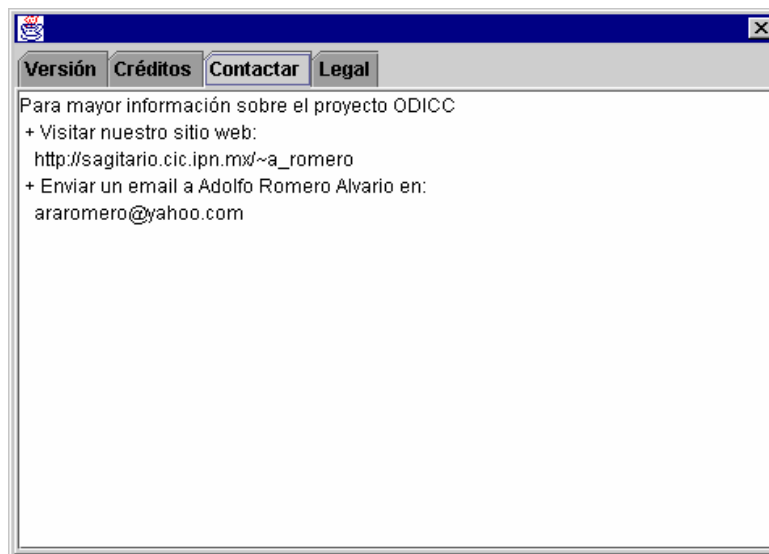 Versión Créditos Contactar Legal
Para mayor información sobre el proyecto ODICC
+ Visitar nuestro sitio web:
http://sagitario.cic.ipn.mx/~a_romero
+ Enviar un email a Adolfo Romero Alvario en:
araromero@yahoo.com